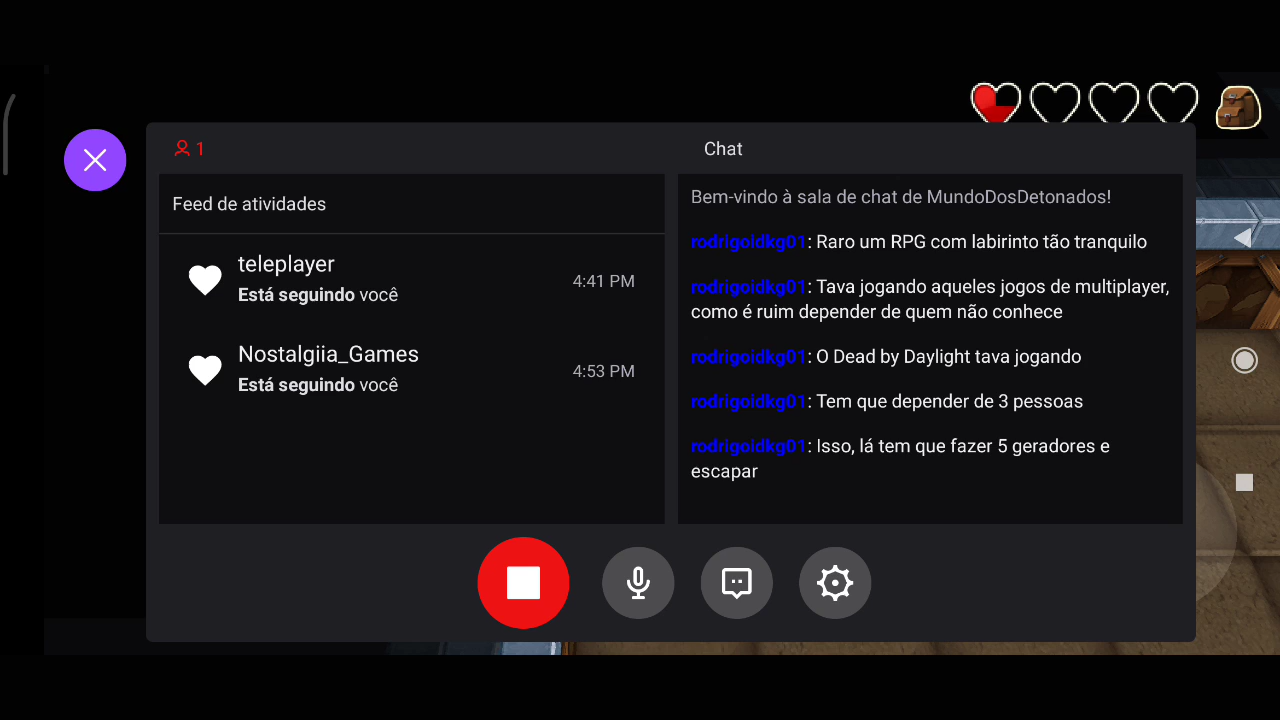 1
Chat
Feed de atividades
teleplayer
Está seguindo você
4:41 PM
Nostalgiia_Games
Está seguindo você
4:53 PM
Bem-vindo à sala de chat de MundoDosDetonados!
rodrigoidkg01: Raro um RPG com labirinto tão tranquilo
rodrigoidkg01: Tava jogando aqueles jogos de multiplayer,
como é ruim depender de quem não conhece
rodrigoidkg01: O Dead by Daylight tava jogando
rodrigoidkg01: Tem que depender de 3 pessoas
rodrigoidkg01: Isso, lá tem que fazer 5 geradores e
escapar